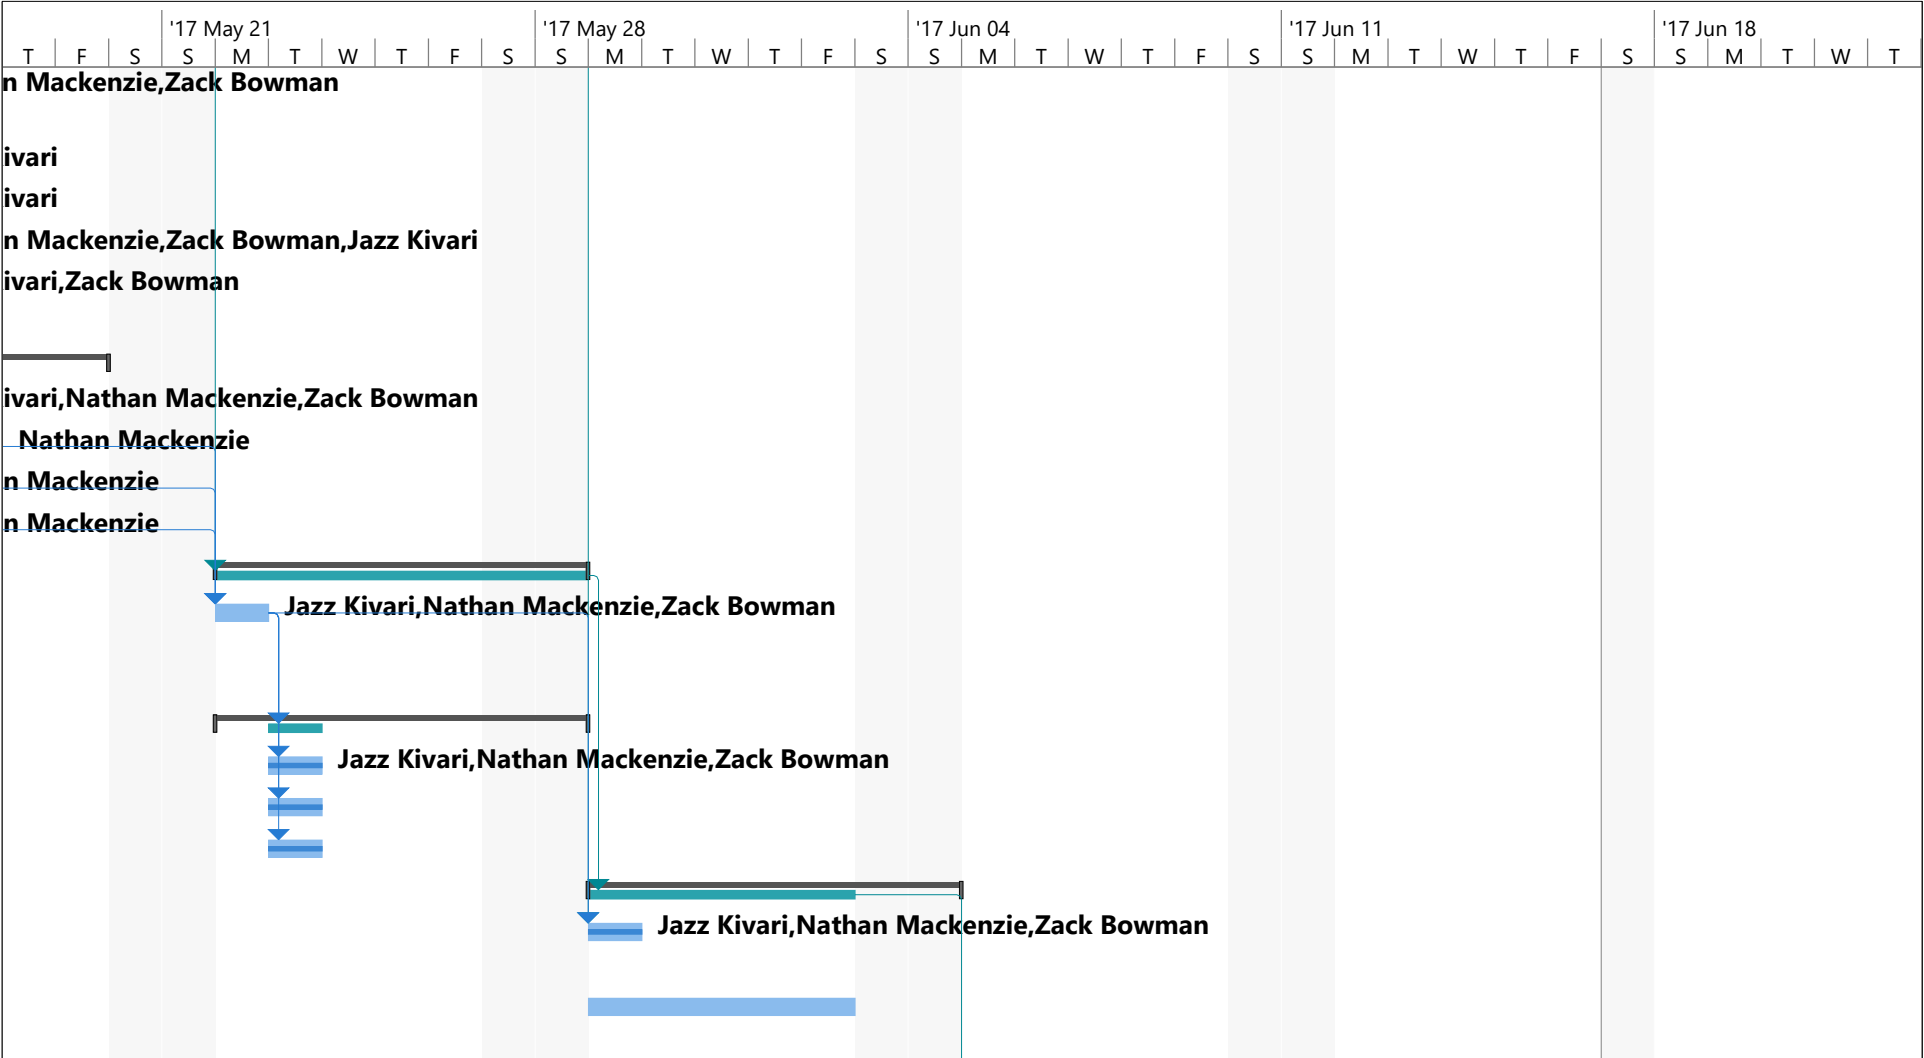 '17 May 21 '17 May 28 '17 Jun 04 '17 Jun 11 '17 Jun 18
T F S S M T W T F S S M T W T F S S M T W T F S S M T W T F S S M T W T
n Mackenzie,Zack Bowman
ivari
ivari
n Mackenzie,Zack Bowman,Jazz Kivari
ivari,Zack Bowman
ivari,Nathan Mackenzie,Zack Bowman
Nathan Mackenzie
n Mackenzie
n Mackenzie
Jazz Kivari,Nathan Mackenzie,Zack Bowman
Jazz Kivari,Nathan Mackenzie,Zack Bowman
Jazz Kivari,Nathan Mackenzie,Zack Bowman